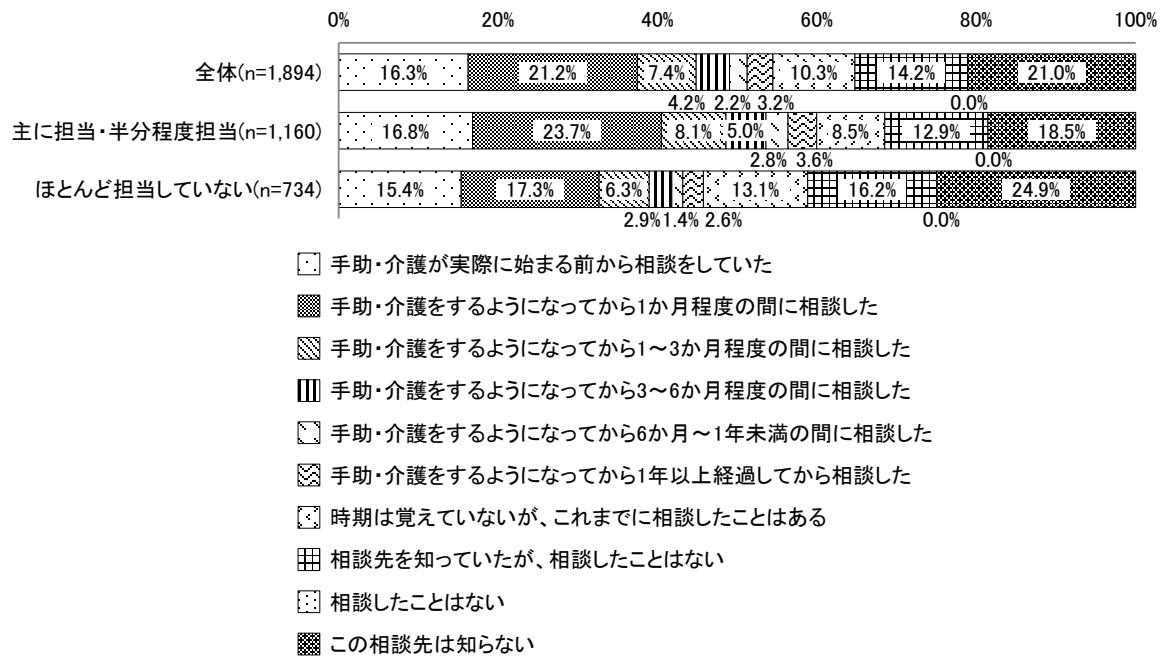 0% 20% 40% 60% 80% 100%
全体(n=1,894) 16.3% 21.2% 7.4% 10.3% 14.2% 21.0%
4.2% 2.2% 3.2% 0.0%
主に担当・半分程度担当(n=1,160) 16.8% 23.7% 8.1% 5.0% 8.5% 12.9% 18.5%
2.8% 3.6% 0.0%
ほとんど担当していない(n=734) 15.4% 17.3% 6.3% 13.1% 16.2% 24.9%
2.9% 1.4% 2.6% 0.0%
手助・介護が実際に始まる前から相談をしていた
手助・介護をするようになってから1か月程度の間に相談した
手助・介護をするようになってから1～3か月程度の間に相談した
手助・介護をするようになってから3～6か月程度の間に相談した
手助・介護をするようになってから6か月～1年未満の間に相談した
手助・介護をするようになってから1年以上経過してから相談した
時期は覚えていないが、これまでに相談したことはある
相談先を知っていたが、相談したことはない
相談したことはない
この相談先は知らない